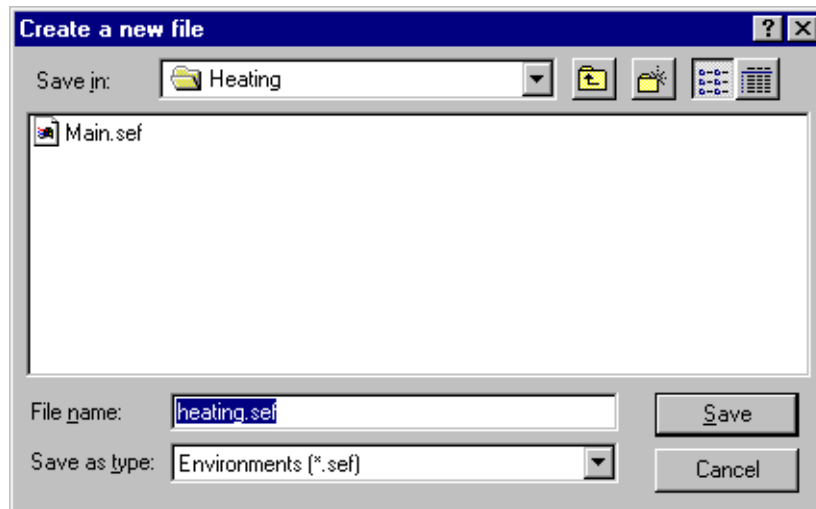 Create a new file
Save in: Heating
Main.sef
File name: heating.sef Save
Save as type: Environments (*.sef) Cancel